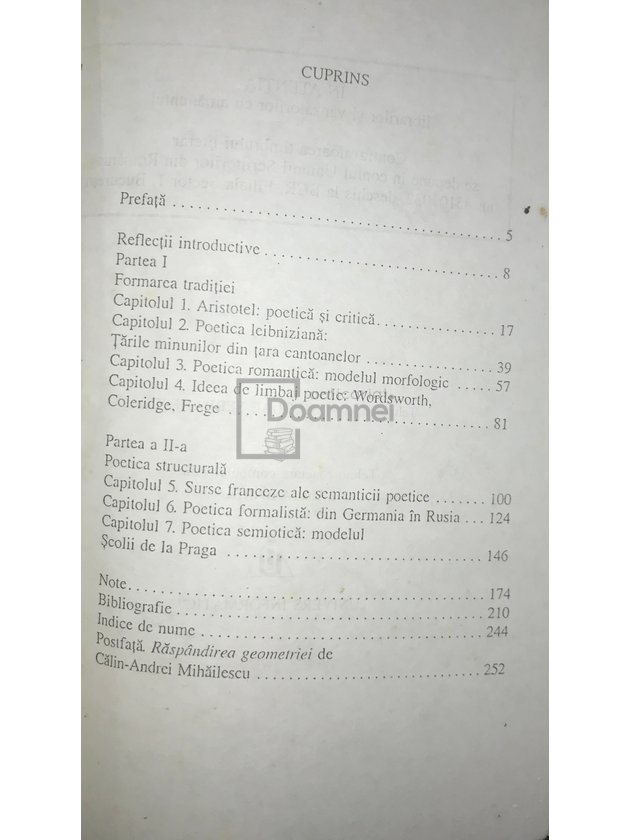 CUPRINS
Prefață ........ 5
Reflecții introductive ........ 8
Partea I
Formarea tradiției
Capitolul 1. Aristotel: poetică și critică ........ 17
Capitolul 2. Poetica leibniziană:
Țările minunilor din țara cantoanelor ........ 39
Capitolul 3. Poetica romantică: modelul morfologic ..... 57
Capitolul 4. Ideea de limbaj poetic: Wordsworth,
Coleridge, Frege ........ 81
Doamnei
Partea a II-a
Poetica structurală
Capitolul 5. Surse franceze ale semanticii poetice ....... 100
Capitolul 6. Poetica formalistă: din Germania în Rusia ... 124
Capitolul 7. Poetica semiotică: modelul
Școlii de la Praga ........ 146
Note ........ 174
Bibliografie ........ 210
Indice de nume ........ 244
Postfață. Răspândirea geometriei de
Călin-Andrei Mihăilescu ........ 252